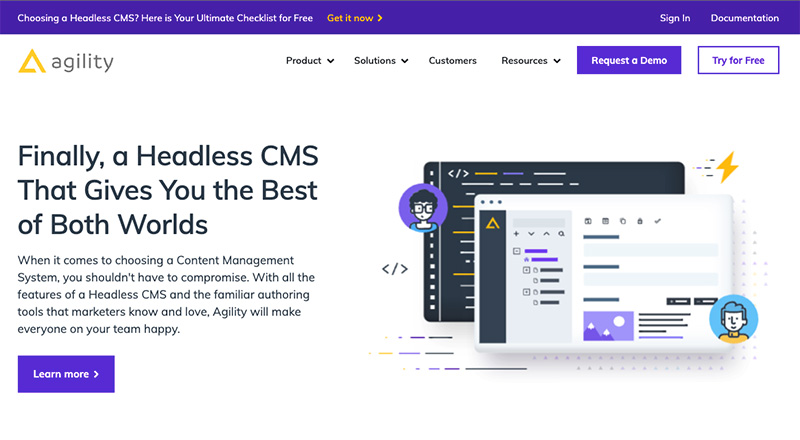 Choosing a Headless CMS? Here is Your Ultimate Checklist for Free Get it now
Sign In Documentation
agility
Product Solutions Customers Resources Request a Demo Try for Free
Finally, a Headless CMS
That Gives You the Best
of Both Worlds
When it comes to choosing a Content Management
System, you shouldn't have to compromise. With all the
features of a Headless CMS and the familiar authoring
tools that marketers know and love, Agility will make
everyone on your team happy.
Learn more
</>
</>